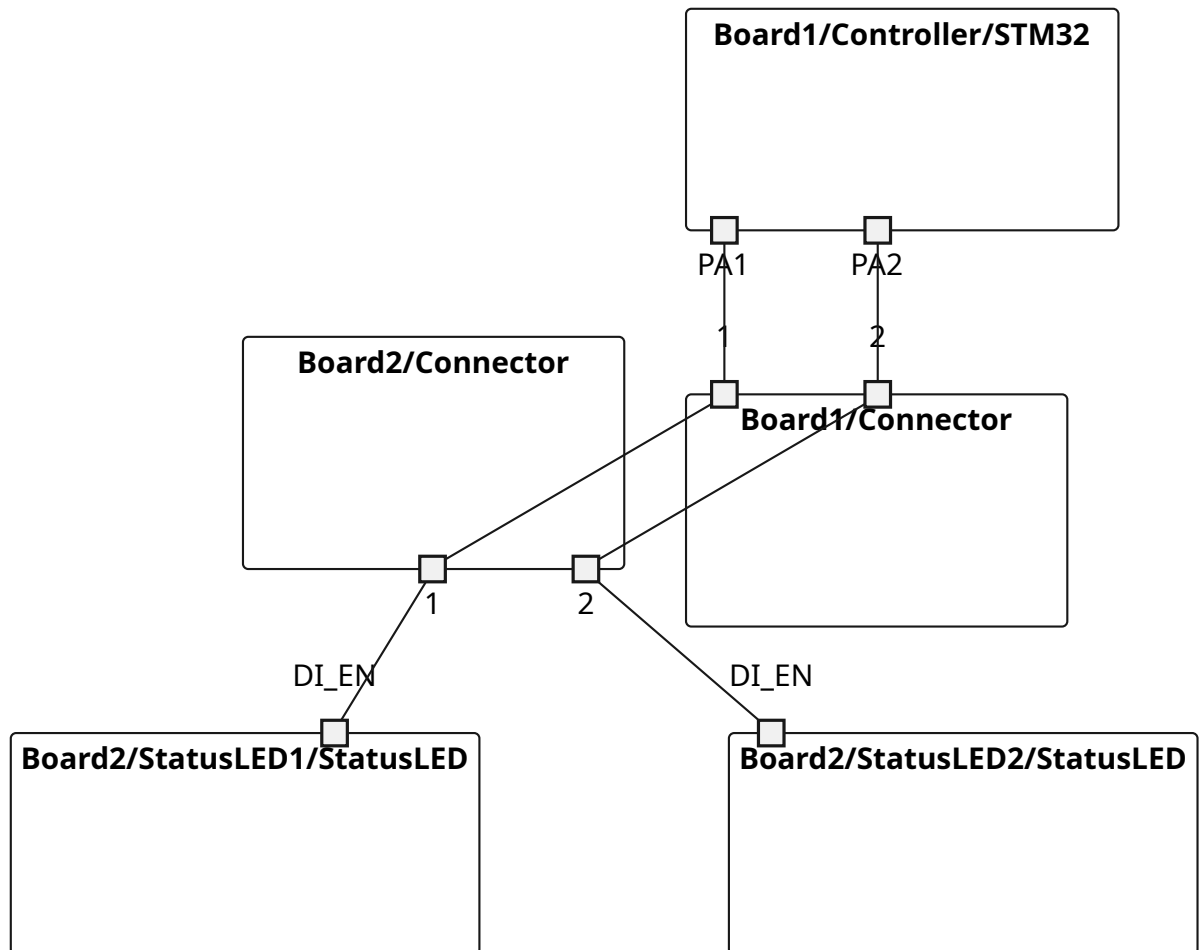 Board1/Controller/STM32
PA1
PA2
1
2
Board2/Connector
Board1/Connector
1
2
DI_EN
DI_EN
Board2/StatusLED1/StatusLED
Board2/StatusLED2/StatusLED